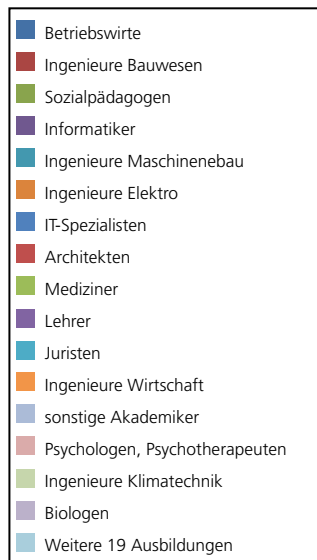 Betriebswirte
Ingenieure Bauwesen
Sozialpädagogen
Informatiker
Ingenieure Maschinenebau
Ingenieure Elektro
IT-Spezialisten
Architekten
Mediziner
Lehrer
Juristen
Ingenieure Wirtschaft
sonstige Akademiker
Psychologen, Psychotherapeuten
Ingenieure Klimatechnik
Biologen
Weitere 19 Ausbildungen